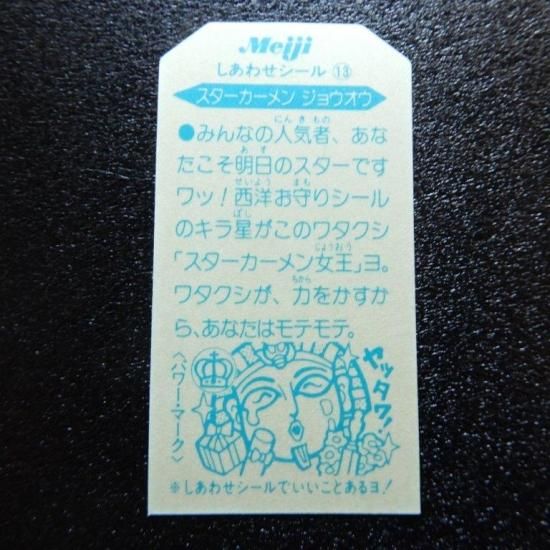 Meiji
しあわせシール ⑬
スターカーメン ジョウオウ
●みんなの人気者、あな
たこそ明日のスターです
ワッ!西洋お守りシール
のキラ星がこのワタクシ
「スターカーメン女王」ヨ。
ワタクシが、力をかすか
ら、あなたはモテモテ。
〈パワー・マーク〉
ヤッタワ!
※しあわせシールでいいことあるヨ!